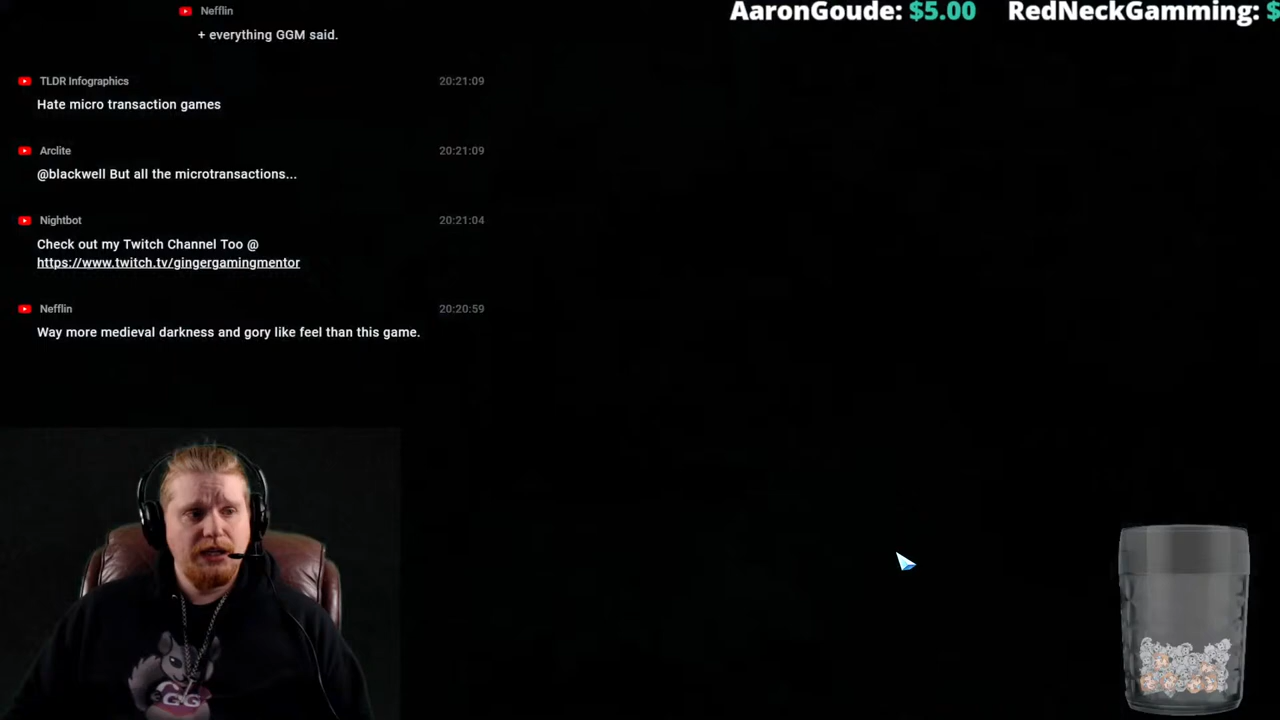 Nefflin
+ everything GGM said.
AaronGoude: $5.00 RedNeckGamming: $
TLDR Infographics 20:21:09
Hate micro transaction games
Arclite 20:21:09
@blackwell But all the microtransactions...
Nightbot 20:21:04
Check out my Twitch Channel Too @
https://www.twitch.tv/gingergamingmentor
Nefflin 20:20:59
Way more medieval darkness and gory like feel than this game.
GG